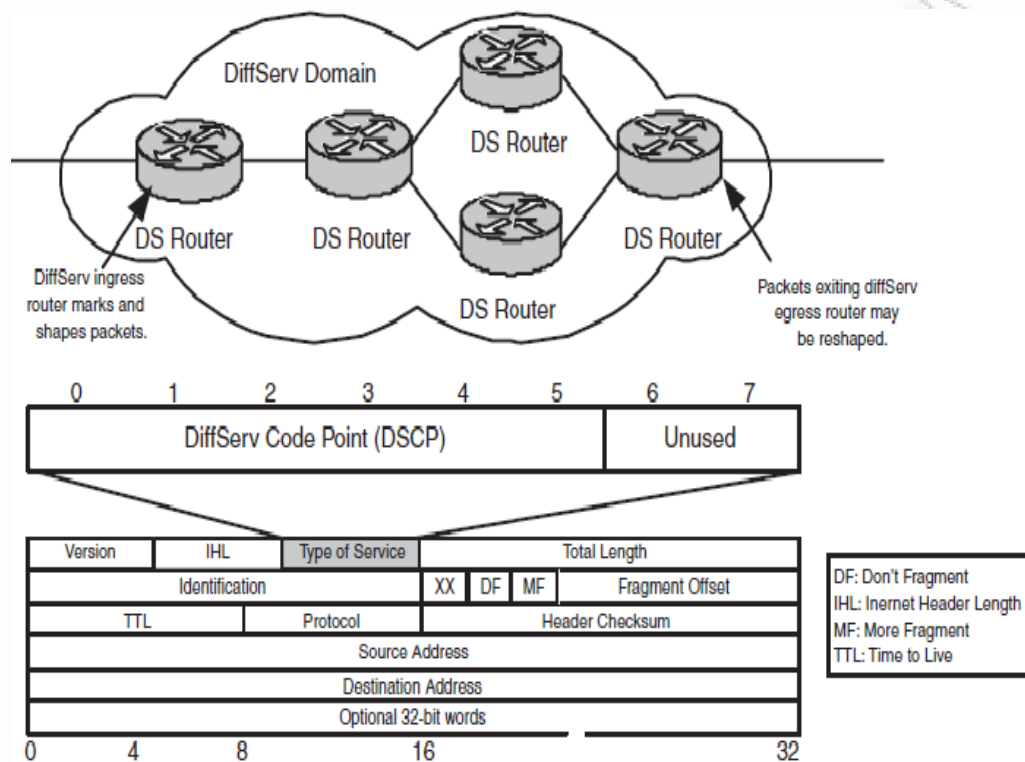 DiffServ Domain
DS Router
DS Router
DS Router
DS Router
DS Router
DiffServ ingress
router marks and
shapes packets.
Packets exiting diffServ
egress router may
be reshaped.
0 1 2 3 4 5 6 7
DiffServ Code Point (DSCP) Unused
Version IHL Type of Service Total Length
Identification XX DF MF Fragment Offset
TTL Protocol Header Checksum
Source Address
Destination Address
Optional 32-bit words
0 4 8 16 32
DF: Don't Fragment
IHL: Inernet Header Length
MF: More Fragment
TTL: Time to Live